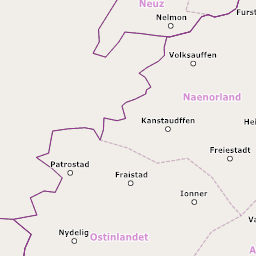 Neuz
Nelmon
Furst
Volksauffen
Naenorland
Kanstaudffen
Hei
Freiestadt
Patrostad
Fraistad
Ionner
Va
Nydelig
Ostinlandet
A